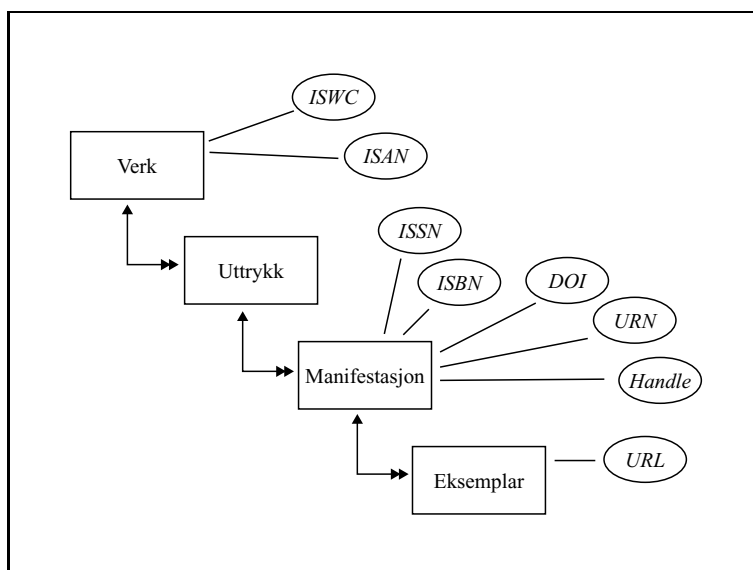 ISWC
Verk
ISAN
ISSN
Uttrykk
ISBN
DOI
URN
Manifestasjon
Handle
Eksemplar
URL